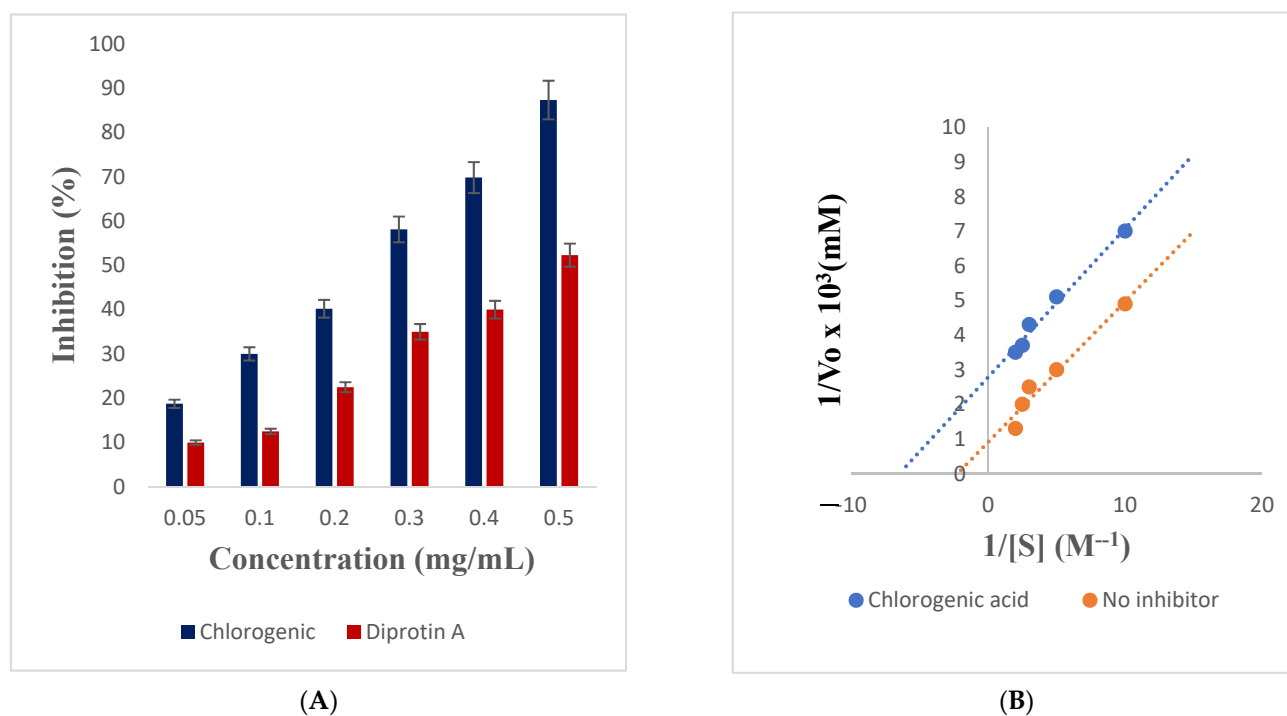 100
90
80
70
60
50
40
30
20
10
0
Inhibition (%)
0.05 0.1 0.2 0.3 0.4 0.5
Concentration (mg/mL)
Chlorogenic Diprotin A
(A)
10
9
8
7
6
5
4
3
2
1
0
1/Vo x 10³(mM)
—10 0 10 20
1/[S] (M--1)
Chlorogenic acid No inhibitor
(B)